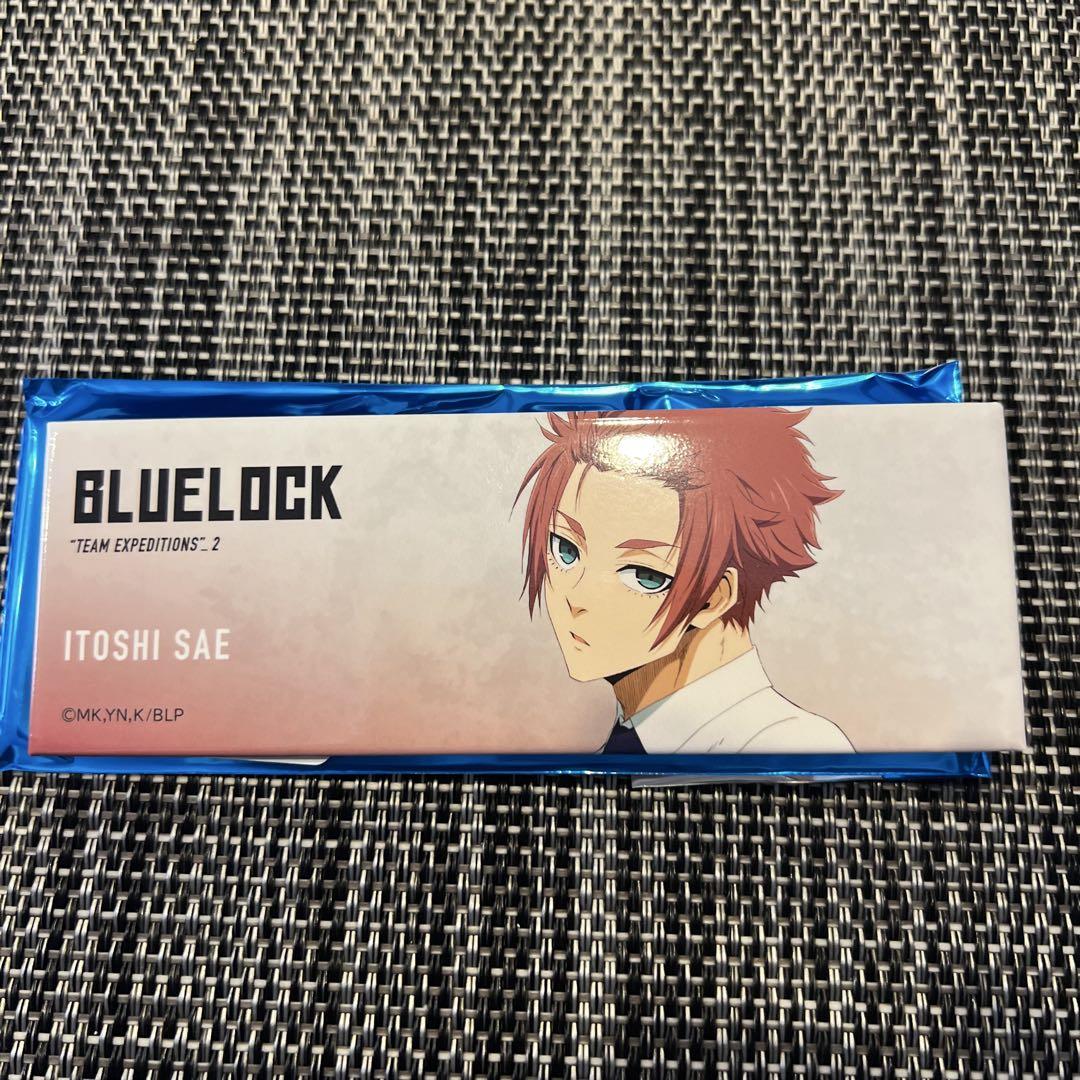 BLUELOCK
"TEAM EXPEDITIONS"_2
ITOSHI SAE
©MK,YN,K/BLP